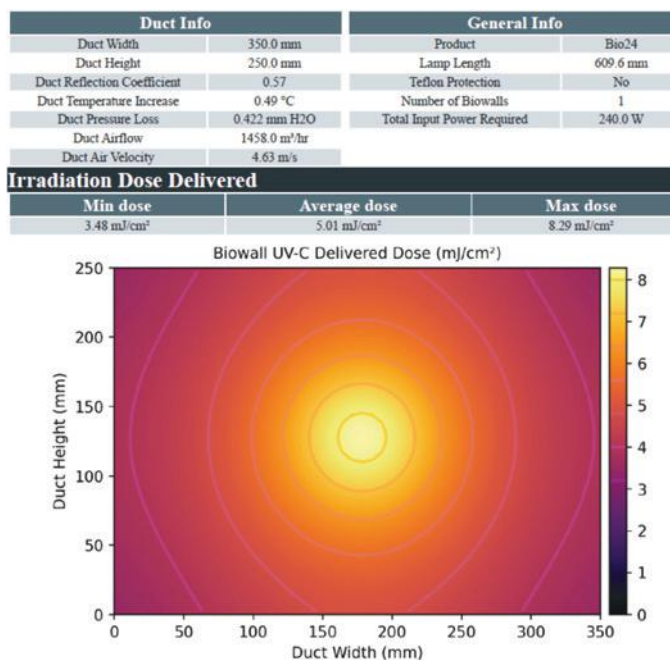 Duct Info General Info
Duct Width 350.0 mm Product Bio24
Duct Height 250.0 mm Lamp Length 609.6 mm
Duct Reflection Coefficient 0.57 Teflon Protection No
Duct Temperature Increase 0.49 °C Number of Biowalls 1
Duct Pressure Loss 0.422 mm H2O Total Input Power Required 240.0 W
Duct Airflow 1458.0 m³/hr
Duct Air Velocity 4.63 m/s
Irradiation Dose Delivered
Min dose Average dose Max dose
3.48 mJ/cm² 5.01 mJ/cm² 8.29 mJ/cm²
Biowall UV-C Delivered Dose (mJ/cm²)
250
200
150
100
50
0
Duct Height (mm)
8
7
6
5
4
3
2
1
0
0 50 100 150 200 250 300 350
Duct Width (mm)